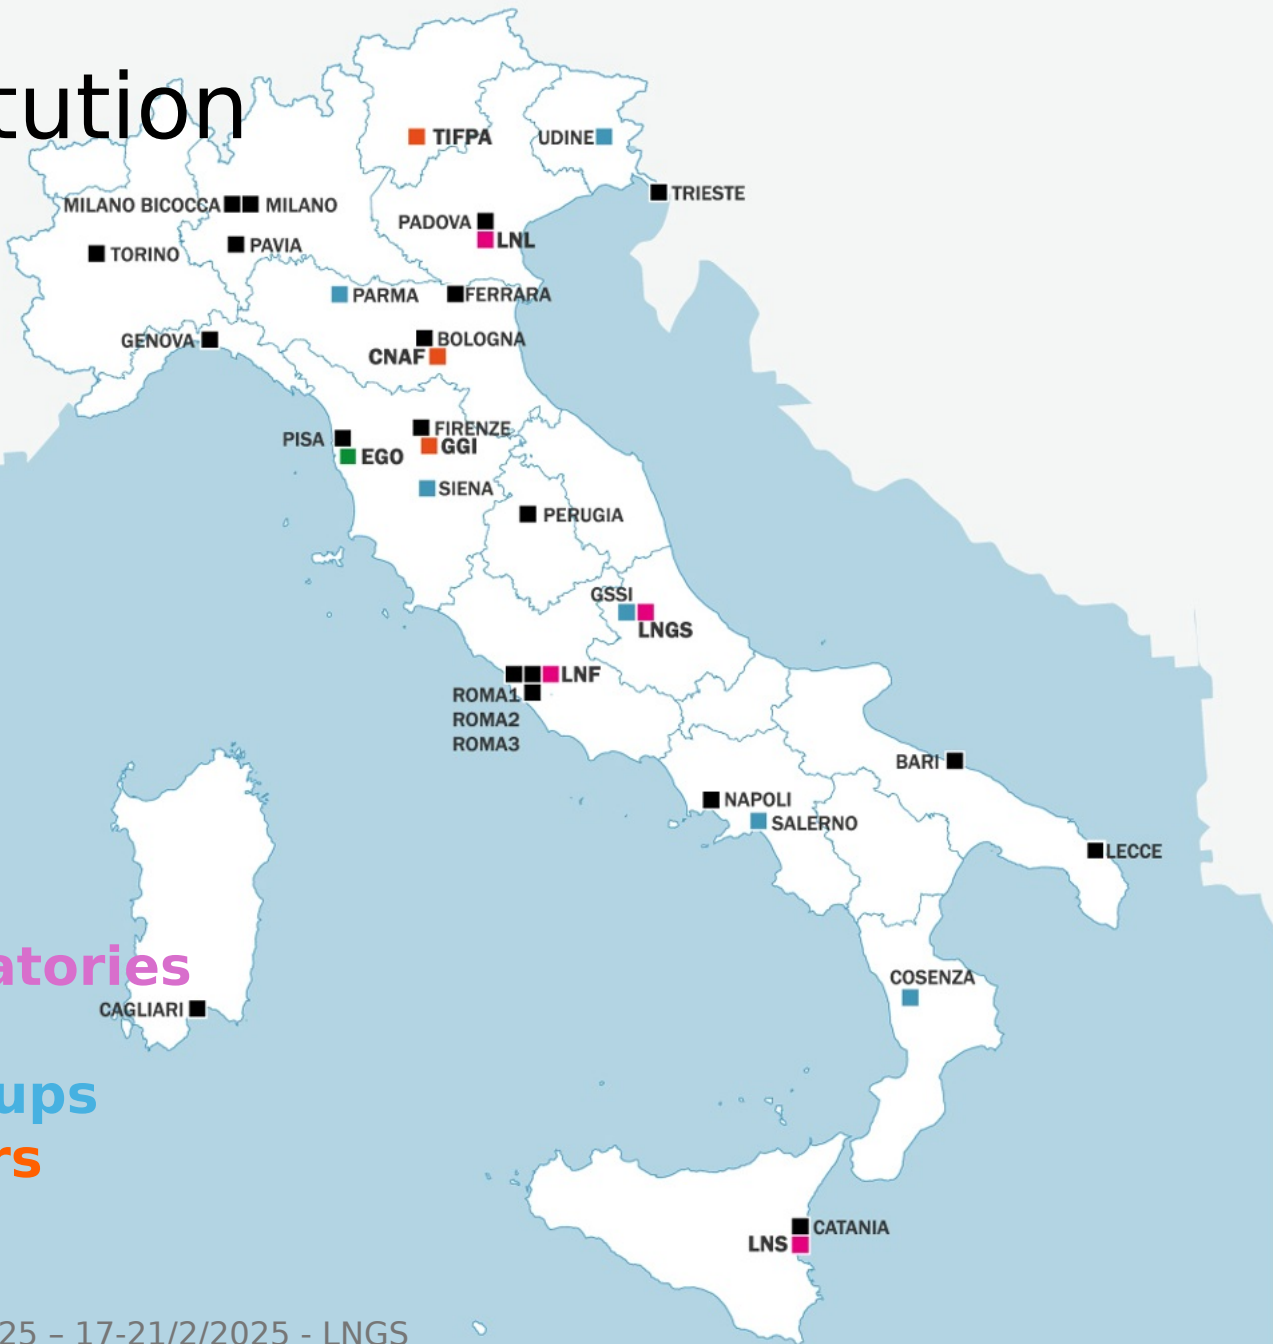 tution
TIFPA
UDINE
TRIESTE
MILANO BICOCCA
MILANO
PADOVA
LNL
TORINO
PAVIA
PARMA
FERRARA
GENOVA
BOLOGNA
CNAF
FIRENZE
PISA
GGI
EGO
SIENA
PERUGIA
GSSI
LNGS
LNF
ROMA1
ROMA2
ROMA3
BARI
NAPOLI
SALERNO
LECCE
atories
COSENZA
CAGLIARI
ups
rs
CATANIA
LNS
25 – 17-21/2/2025 - LNGS